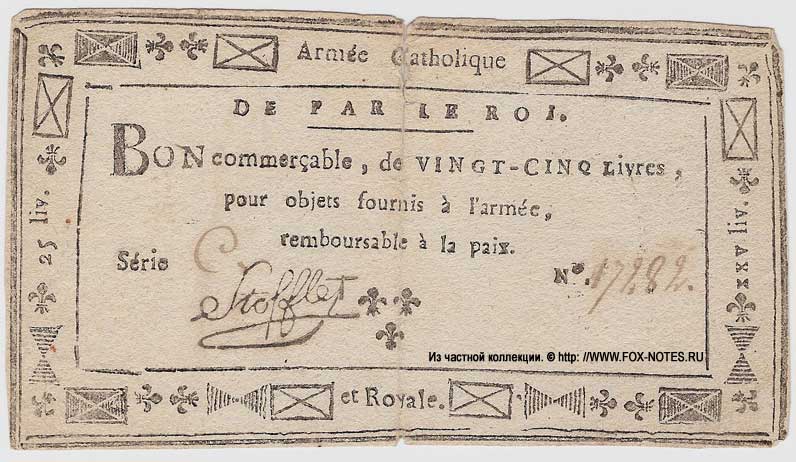 Armée Catholique
DE PAR LE ROI.
BON commerçable, de VINGT-CINQ Livres,
pour objets fournis à l'armée,
remboursable à la paix.
Série C.
N°. 17282.
Stofflet
et Royale.
25 liv.
XXV liv.
Из частной коллекции. © http: //WWW.FOX-NOTES.RU